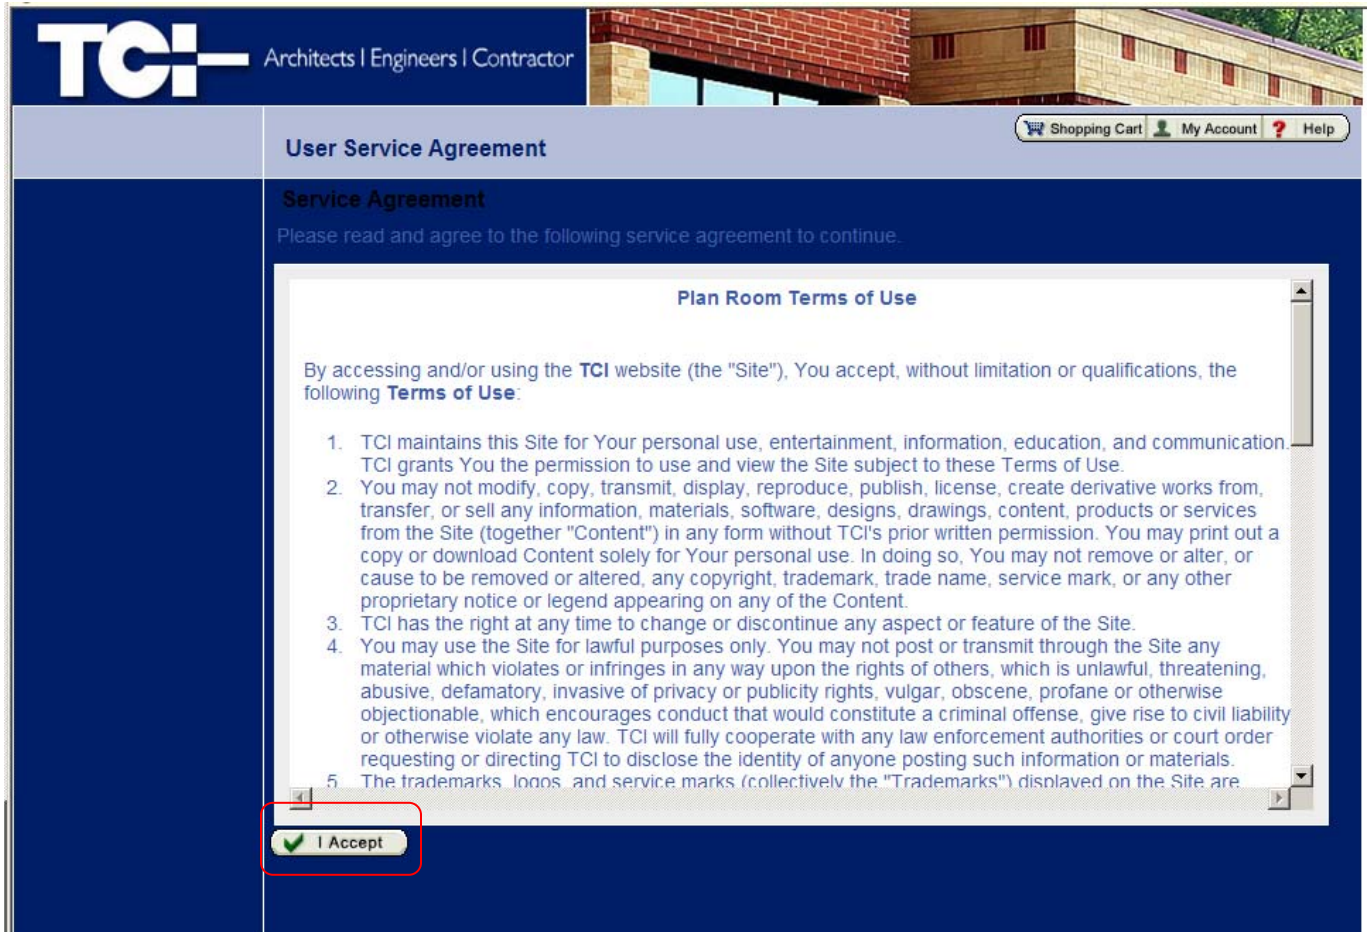 TCI
Architects | Engineers | Contractor
Shopping Cart My Account ? Help
User Service Agreement
Service Agreement
Please read and agree to the following service agreement to continue.
Plan Room Terms of Use
By accessing and/or using the TCI website (the "Site"), You accept, without limitation or qualifications, the
following Terms of Use:
1. TCI maintains this Site for Your personal use, entertainment, information, education, and communication.
TCI grants You the permission to use and view the Site subject to these Terms of Use.
2. You may not modify, copy, transmit, display, reproduce, publish, license, create derivative works from,
transfer, or sell any information, materials, software, designs, drawings, content, products or services
from the Site (together "Content") in any form without TCI's prior written permission. You may print out a
copy or download Content solely for Your personal use. In doing so, You may not remove or alter, or
cause to be removed or altered, any copyright, trademark, trade name, service mark, or any other
proprietary notice or legend appearing on any of the Content.
3. TCI has the right at any time to change or discontinue any aspect or feature of the Site.
4. You may use the Site for lawful purposes only. You may not post or transmit through the Site any
material which violates or infringes in any way upon the rights of others, which is unlawful, threatening,
abusive, defamatory, invasive of privacy or publicity rights, vulgar, obscene, profane or otherwise
objectionable, which encourages conduct that would constitute a criminal offense, give rise to civil liability
or otherwise violate any law. TCI will fully cooperate with any law enforcement authorities or court order
requesting or directing TCI to disclose the identity of anyone posting such information or materials.
5. The trademarks, logos, and service marks (collectively the "Trademarks") displayed on the Site are
I Accept